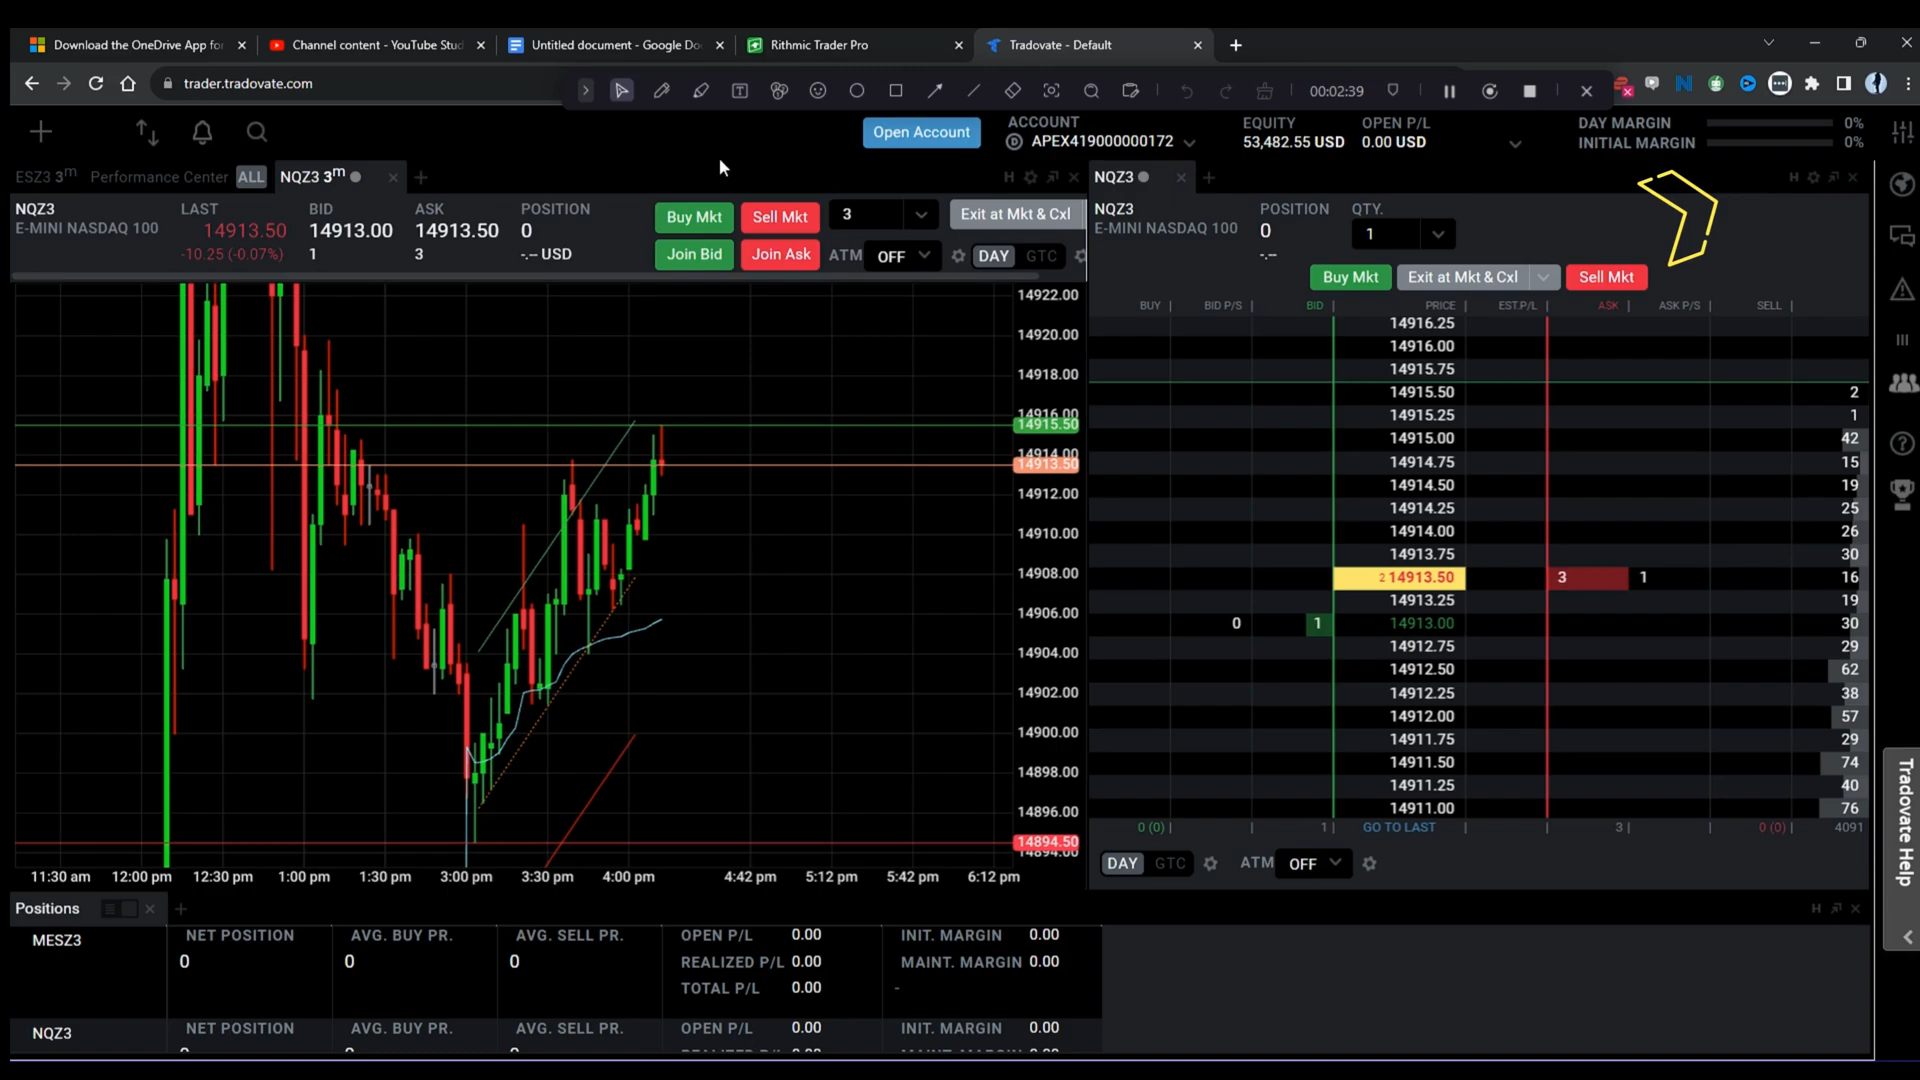 Download the OneDrive App for
Channel content - YouTube Stud
Untitled document - Google Do
Rithmic Trader Pro
Tradovate - Default
trader.tradovate.com
00:02:39
Open Account
ACCOUNT
APEX419000000172
EQUITY
53,482.55 USD
OPEN P/L
0.00 USD
DAY MARGIN 0%
INITIAL MARGIN 0%
ESZ3 3m Performance Center ALL NQZ3 3m
H
NQZ3
E-MINI NASDAQ 100
LAST
14913.50
-10.25 (-0.07%)
BID
14913.00
1
ASK
14913.50
3
POSITION
0
-.-- USD
Buy Mkt Sell Mkt 3 Exit at Mkt & Cxl
Join Bid Join Ask ATM OFF DAY GTC
14922.00
14920.00
14918.00
14916.00
14915.50
14914.00
14913.50
14912.00
14910.00
14908.00
14906.00
14904.00
14902.00
14900.00
14898.00
14896.00
14894.50
14894.00
11:30 am 12:00 pm 12:30 pm 1:00 pm 1:30 pm 3:00 pm 3:30 pm 4:00 pm 4:42 pm 5:12 pm 5:42 pm 6:12 pm
NQZ3
H
NQZ3
E-MINI NASDAQ 100
POSITION
0
-.--
QTY.
1
Buy Mkt Exit at Mkt & Cxl Sell Mkt
BUY BID P/S BID PRICE EST.P/L ASK ASK P/S SELL
14916.25
14916.00
14915.75
14915.50 2
14915.25 1
14915.00 42
14914.75 15
14914.50 19
14914.25 25
14914.00 26
14913.75 30
2 14913.50 3 1 16
14913.25 19
0 1 14913.00 30
14912.75 29
14912.50 62
14912.25 38
14912.00 57
14911.75 29
14911.50 74
14911.25 40
14911.00 76
0 (0) 1 GO TO LAST 3 0 (0) 4091
DAY GTC ATM OFF
Tradovate Help
Positions
H
MESZ3
NET POSITION
0
AVG. BUY PR.
0
AVG. SELL PR.
0
OPEN P/L 0.00
REALIZED P/L 0.00
TOTAL P/L 0.00
INIT. MARGIN 0.00
MAINT. MARGIN 0.00
-
NQZ3
NET POSITION
AVG. BUY PR.
AVG. SELL PR.
OPEN P/L 0.00
INIT. MARGIN 0.00